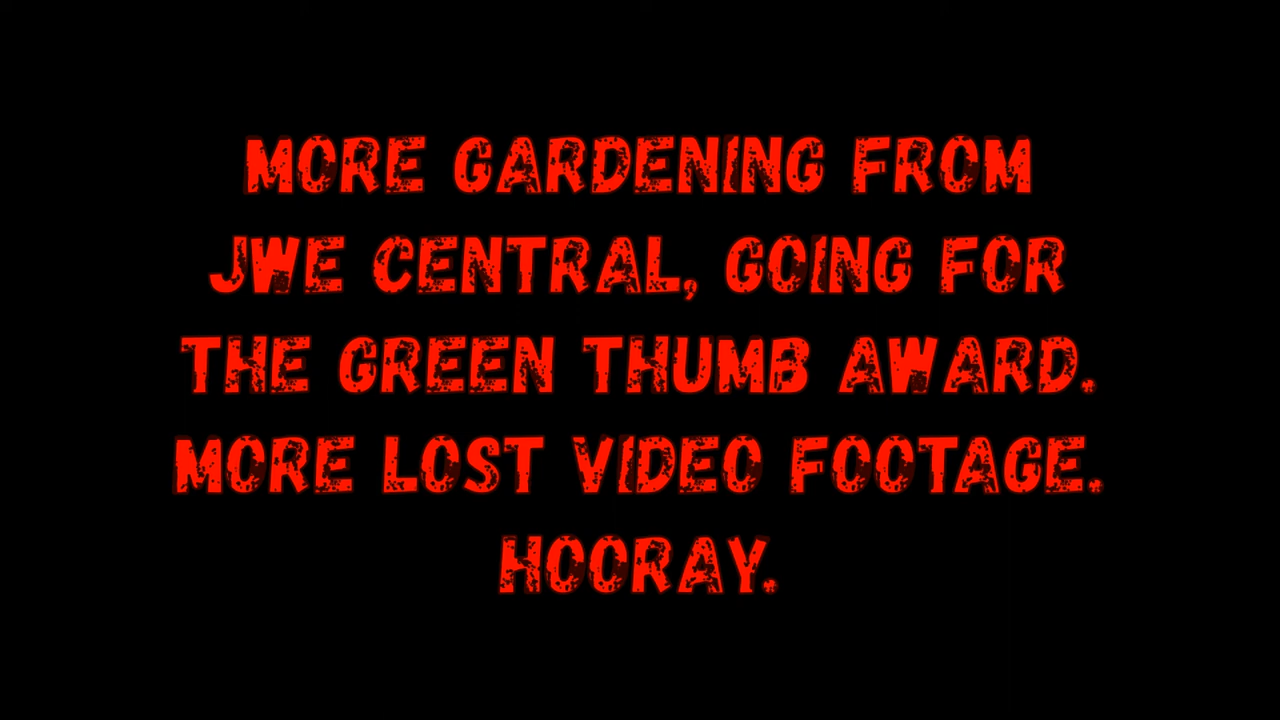 MORE GARDENING FROM
JWE CENTRAL, GOING FOR
THE GREEN THUMB AWARD.
MORE LOST VIDEO FOOTAGE.
HOORAY.